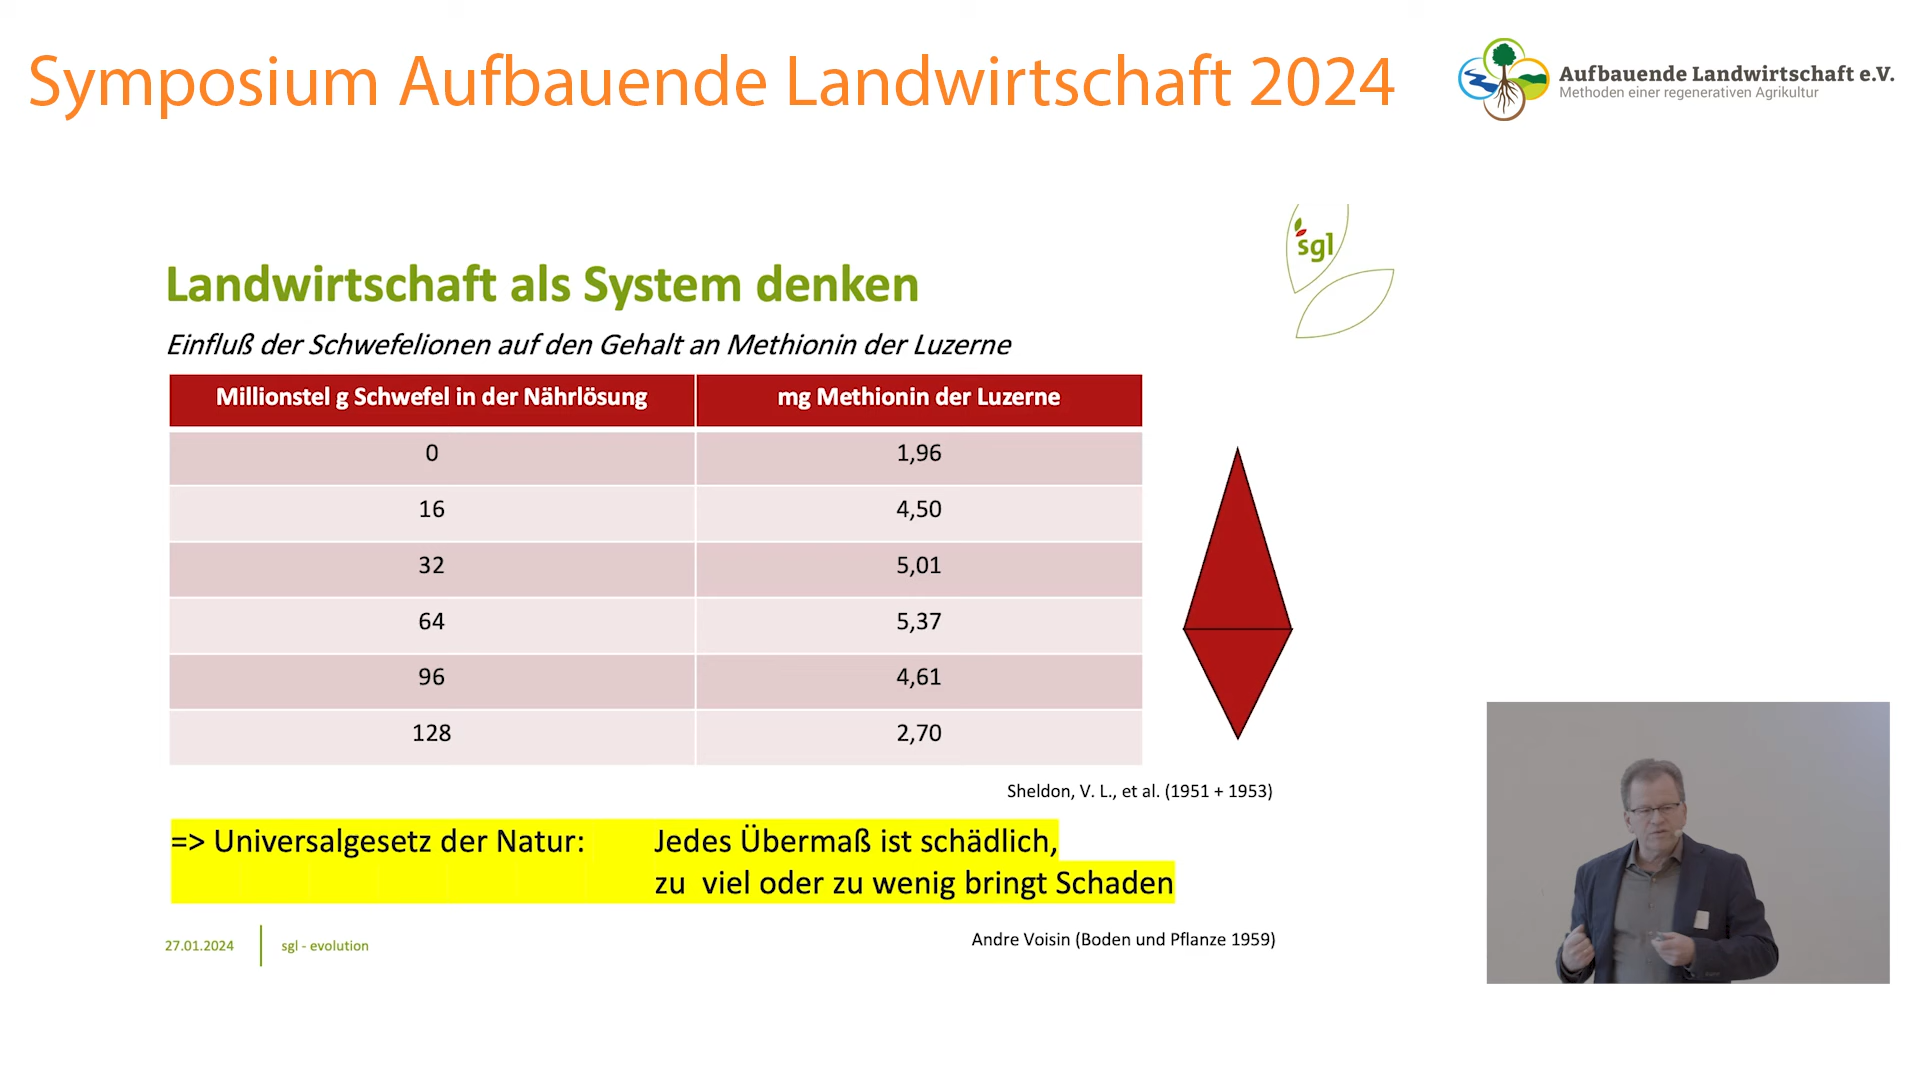 Symposium Aufbauende Landwirtschaft 2024
Aufbauende Landwirtschaft e.V.
Methoden einer regenerativen Agrikultur
sgl
Landwirtschaft als System denken
Einfluß der Schwefelionen auf den Gehalt an Methionin der Luzerne
Millionstel g Schwefel in der Nährlösung mg Methionin der Luzerne
0 1,96
16 4,50
32 5,01
64 5,37
96 4,61
128 2,70
Sheldon, V. L., et al. (1951 + 1953)
=> Universalgesetz der Natur: Jedes Übermaß ist schädlich,
zu viel oder zu wenig bringt Schaden
27.01.2024 sgl - evolution
Andre Voisin (Boden und Pflanze 1959)